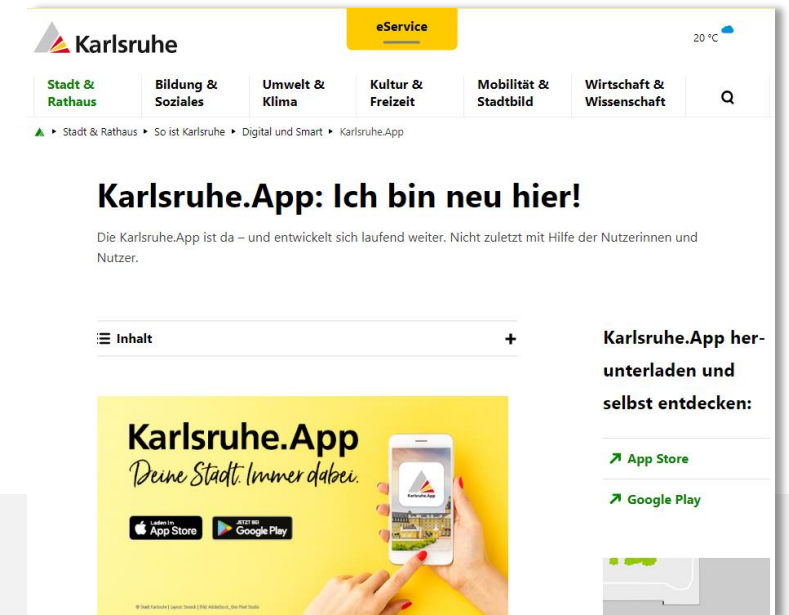 eService
Karlsruhe
20 °C
Stadt &
Rathaus
Bildung &
Soziales
Umwelt &
Klima
Kultur &
Freizeit
Mobilität &
Stadtbild
Wirtschaft &
Wissenschaft
Stadt & Rathaus ▸ So ist Karlsruhe ▸ Digital und Smart ▸ Karlsruhe.App
Karlsruhe.App: Ich bin neu hier!
Die Karlsruhe.App ist da – und entwickelt sich laufend weiter. Nicht zuletzt mit Hilfe der Nutzerinnen und
Nutzer.
Inhalt
Karlsruhe.App
Deine Stadt. Immer dabei.
Laden im
App Store
JETZT BEI
Google Play
Karlsruhe.App
Karlsruhe.App her-
unterladen und
selbst entdecken:
App Store
Google Play